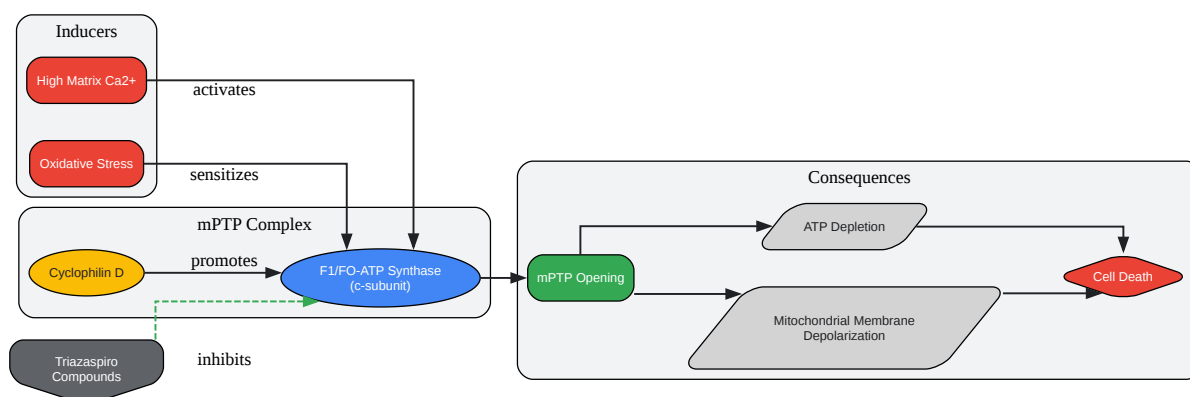 Inducers
High Matrix Ca2+
activates
Oxidative Stress
sensitizes
mPTP Complex
Cyclophilin D
promotes
F1/FO-ATP Synthase
(c-subunit)
Triazaspiro
Compounds
inhibits
Consequences
mPTP Opening
ATP Depletion
Mitochondrial Membrane
Depolarization
Cell Death